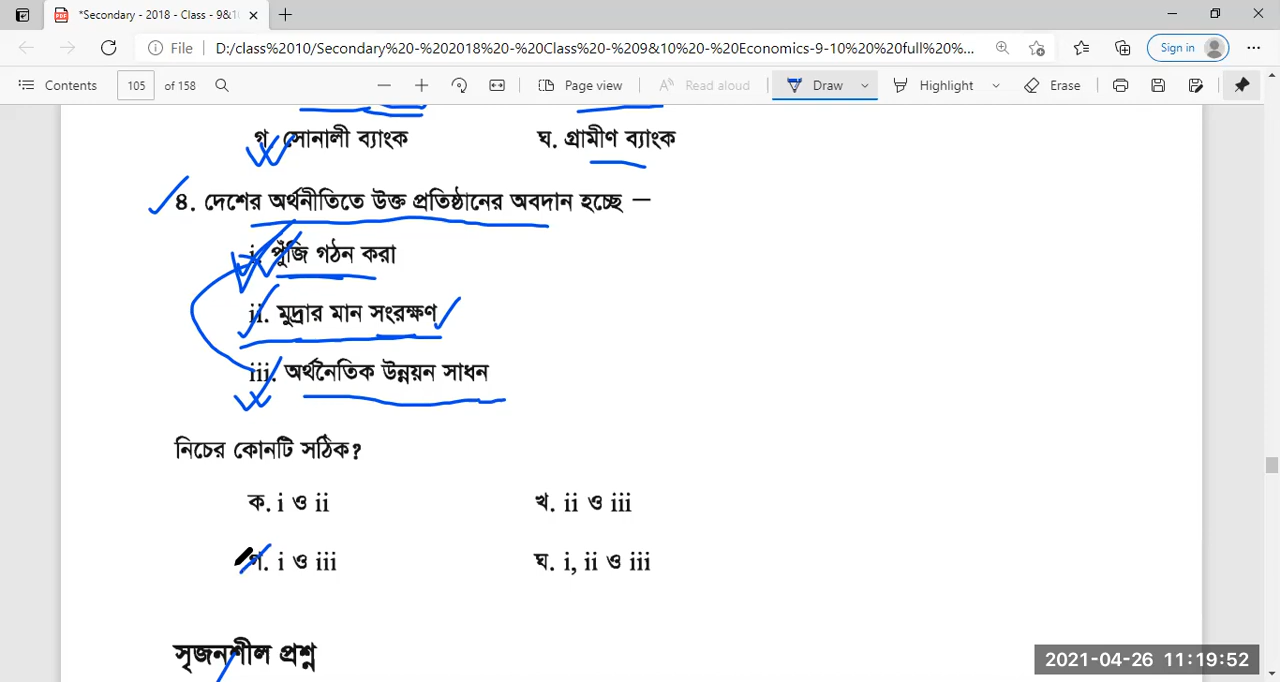 *Secondary - 2018 - Class - 9&1
File D:/class%2010/Secondary%20-%202018%20-%20Class%20-%209&10%20-%20Economics-9-10%20%20full%20%...
Sign in
Contents 105 of 158 Page view Read aloud Draw Highlight Erase
গ. সোনালী ব্যাংক ঘ. গ্রামীণ ব্যাংক
৪. দেশের অর্থনীতিতে উক্ত প্রতিষ্ঠানের অবদান হচ্ছে —
i. পুঁজি গঠন করা
ii. মুদ্রার মান সংরক্ষণ
iii. অর্থনৈতিক উন্নয়ন সাধন
নিচের কোনটি সঠিক?
ক. i ও ii খ. ii ও iii
গ. i ও iii ঘ. i, ii ও iii
সৃজনশীল প্রশ্ন
2021-04-26 11:19:52